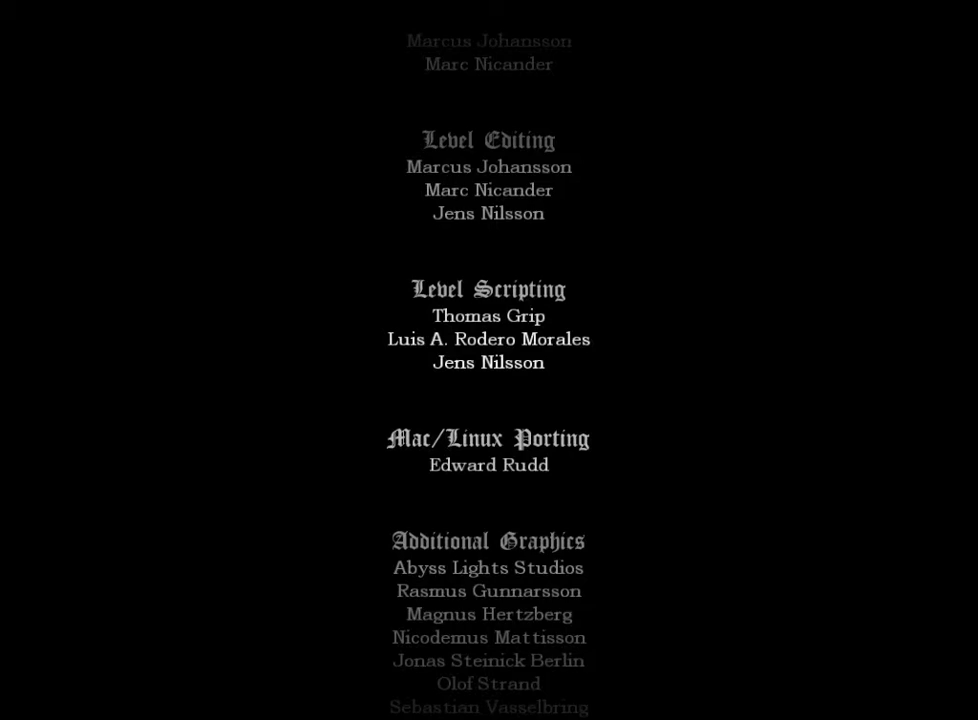 Marcus Johansson
Marc Nicander
Level Editing
Marcus Johansson
Marc Nicander
Jens Nilsson
Level Scripting
Thomas Grip
Luis A. Rodero Morales
Jens Nilsson
Mac/Linux Porting
Edward Rudd
Additional Graphics
Abyss Lights Studios
Rasmus Gunnarsson
Magnus Hertzberg
Nicodemus Mattisson
Jonas Steinick Berlin
Olof Strand
Sebastian Vasselbring